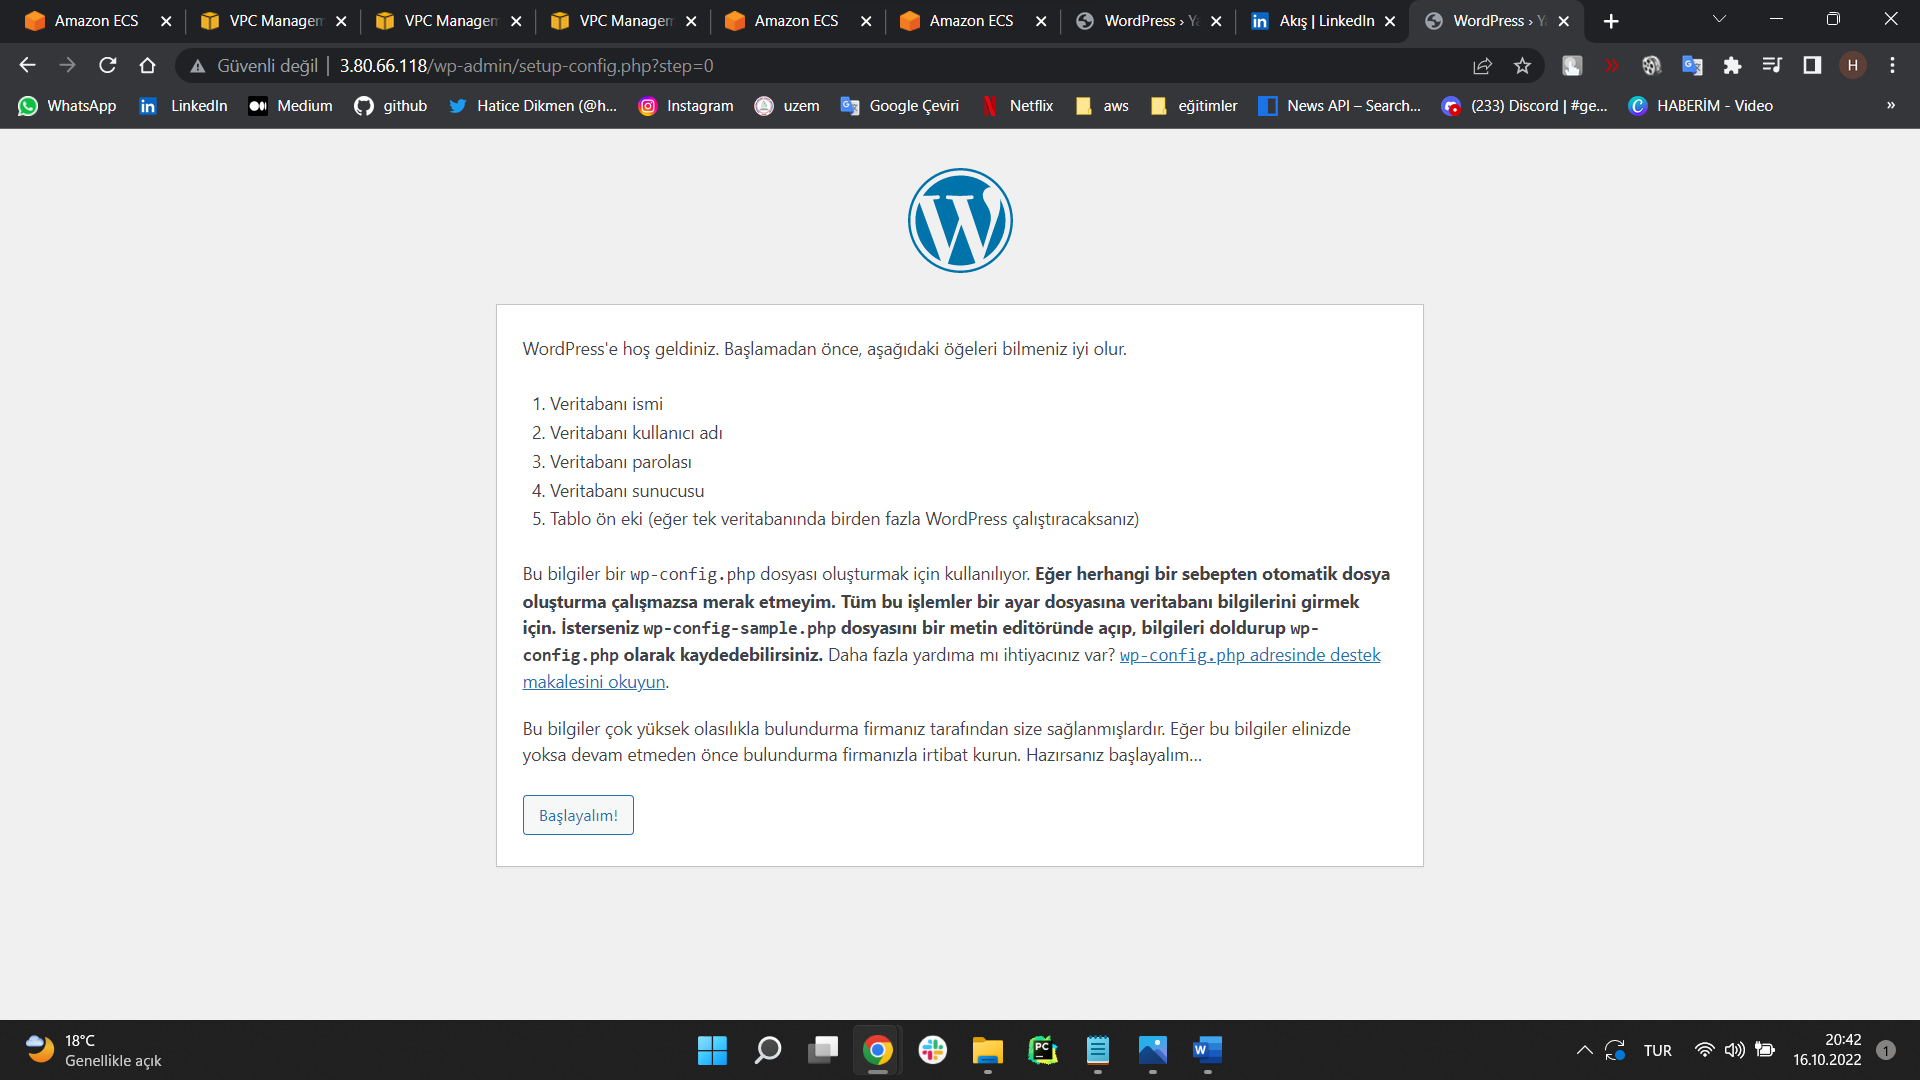 Amazon ECS
VPC Managem
VPC Managem
VPC Managem
Amazon ECS
Amazon ECS
WordPress › Ya
Akış | LinkedIn
WordPress › Ya
Güvenli değil | 3.80.66.118/wp-admin/setup-config.php?step=0
H
WhatsApp
LinkedIn
Medium
github
Hatice Dikmen (@h...
Instagram
uzem
Google Çeviri
Netflix
aws
eğitimler
News API – Search...
(233) Discord | #ge...
HABERİM - Video
»
WordPress'e hoş geldiniz. Başlamadan önce, aşağıdaki öğeleri bilmeniz iyi olur.
1. Veritabanı ismi
2. Veritabanı kullanıcı adı
3. Veritabanı parolası
4. Veritabanı sunucusu
5. Tablo ön eki (eğer tek veritabanında birden fazla WordPress çalıştıracaksanız)
Bu bilgiler bir wp-config.php dosyası oluşturmak için kullanılıyor. Eğer herhangi bir sebepten otomatik dosya
oluşturma çalışmazsa merak etmeyim. Tüm bu işlemler bir ayar dosyasına veritabanı bilgilerini girmek
için. İsterseniz wp-config-sample.php dosyasını bir metin editöründe açıp, bilgileri doldurup wp-
config.php olarak kaydedebilirsiniz. Daha fazla yardıma mı ihtiyacınız var? wp-config.php adresinde destek
makalesini okuyun.
Bu bilgiler çok yüksek olasılıkla bulundurma firmanız tarafından size sağlanmışlardır. Eğer bu bilgiler elinizde
yoksa devam etmeden önce bulundurma firmanızla irtibat kurun. Hazırsanız başlayalım…
Başlayalım!
18°C
Genellikle açık
TUR
20:42
16.10.2022
1